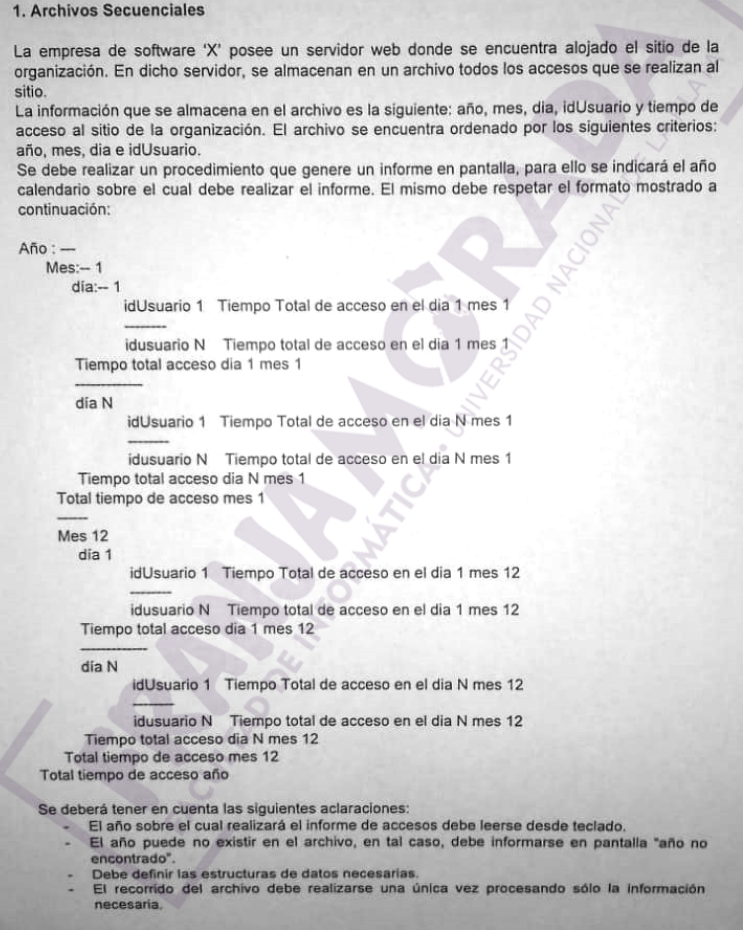 1. Archivos Secuenciales
La empresa de software 'X' posee un servidor web donde se encuentra alojado el sitio de la
organización. En dicho servidor, se almacenan en un archivo todos los accesos que se realizan al
sitio.
La información que se almacena en el archivo es la siguiente: año, mes, dia, idUsuario y tiempo de
acceso al sitio de la organización. El archivo se encuentra ordenado por los siguientes criterios:
año, mes, dia e idUsuario.
Se debe realizar un procedimiento que genere un informe en pantalla, para ello se indicará el año
calendario sobre el cual debe realizar el informe. El mismo debe respetar el formato mostrado a
continuación:
Año : ---
Mes:-- 1
día:-- 1
idUsuario 1 Tiempo Total de acceso en el dia 1 mes 1
--------
idusuario N Tiempo total de acceso en el dia 1 mes 1
Tiempo total acceso dia 1 mes 1
-------------
día N
idUsuario 1 Tiempo Total de acceso en el dia N mes 1
--------
idusuario N Tiempo total de acceso en el dia N mes 1
Tiempo total acceso dia N mes 1
Total tiempo de acceso mes 1
------
Mes 12
día 1
idUsuario 1 Tiempo Total de acceso en el dia 1 mes 12
--------
idusuario N Tiempo total de acceso en el dia 1 mes 12
Tiempo total acceso dia 1 mes 12
-------------
día N
idUsuario 1 Tiempo Total de acceso en el dia N mes 12
--------
idusuario N Tiempo total de acceso en el dia N mes 12
Tiempo total acceso dia N mes 12
Total tiempo de acceso mes 12
Total tiempo de acceso año
Se deberá tener en cuenta las siguientes aclaraciones:
- El año sobre el cual realizará el informe de accesos debe leerse desde teclado.
- El año puede no existir en el archivo, en tal caso, debe informarse en pantalla "año no
encontrado".
- Debe definir las estructuras de datos necesarias.
- El recorrido del archivo debe realizarse una única vez procesando sólo la información
necesaria.